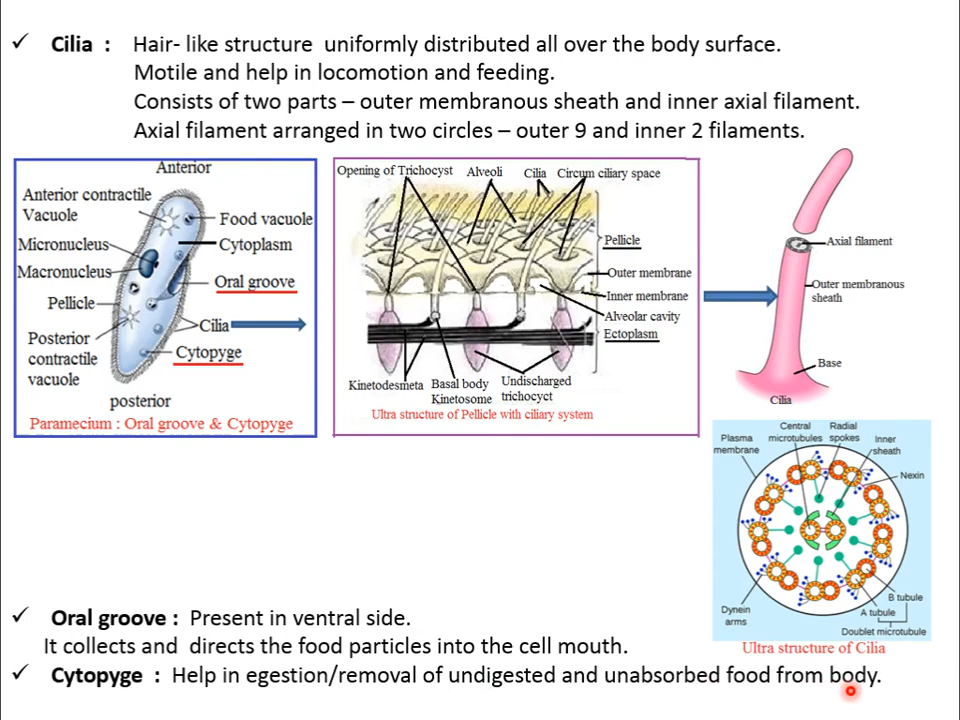 ✓ Cilia : Hair- like structure uniformly distributed all over the body surface.
Motile and help in locomotion and feeding.
Consists of two parts – outer membranous sheath and inner axial filament.
Axial filament arranged in two circles – outer 9 and inner 2 filaments.
Anterior
Anterior contractile
Vacuole
Food vacuole
Micronucleus
Cytoplasm
Macronucleus
Oral groove
Pellicle
Cilia
Posterior
contractile
vacuole
Cytopyge
posterior
Paramecium : Oral groove & Cytopyge
Opening of Trichocyst
Alveoli
Cilia
Circum ciliary space
Pellicle
Outer membrane
Inner membrane
Alveolar cavity
Ectoplasm
Kinetodesmeta
Basal body
Kinetosome
Undischarged
trichocyt
Ultra structure of Pellicle with ciliary system
Axial filament
Outer membranous
sheath
Base
Cilia
Central
microtubules
Radial
spokes
Plasma
membrane
Inner
sheath
Nexin
Dynein
arms
B tubule
A tubule
Doublet microtubule
Ultra structure of Cilia
✓ Oral groove : Present in ventral side.
It collects and directs the food particles into the cell mouth.
✓ Cytopyge : Help in egestion/removal of undigested and unabsorbed food from body.